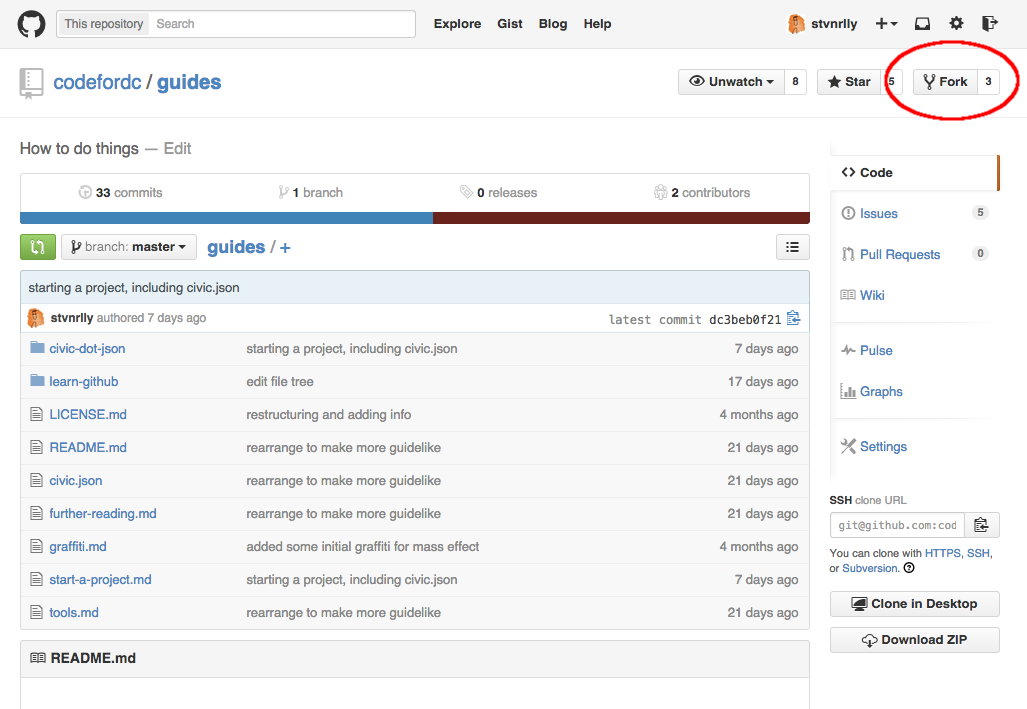 This repository Search Explore Gist Blog Help stvnrlly
codefordc / guides Unwatch 8 Star 5 Fork 3
How to do things — Edit
33 commits 1 branch 0 releases 2 contributors
branch: master guides / +
starting a project, including civic.json
stvnrlly authored 7 days ago latest commit dc3beb0f21
civic-dot-json starting a project, including civic.json 7 days ago
learn-github edit file tree 17 days ago
LICENSE.md restructuring and adding info 4 months ago
README.md rearrange to make more guidelike 21 days ago
civic.json rearrange to make more guidelike 21 days ago
further-reading.md rearrange to make more guidelike 21 days ago
graffiti.md added some initial graffiti for mass effect 4 months ago
start-a-project.md starting a project, including civic.json 7 days ago
tools.md rearrange to make more guidelike 21 days ago
README.md
Code
Issues 5
Pull Requests 0
Wiki
Pulse
Graphs
Settings
SSH clone URL
git@github.com:cod
You can clone with HTTPS, SSH,
or Subversion.
Clone in Desktop
Download ZIP